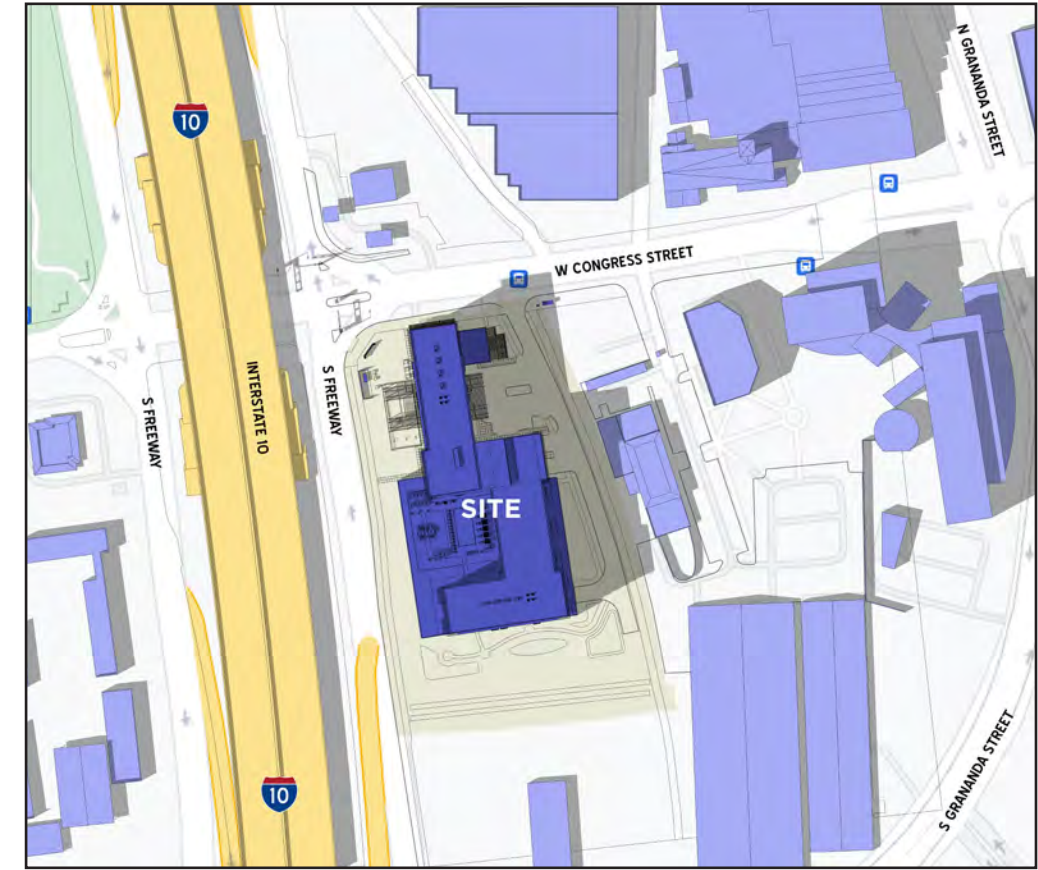 N GRANANDA STREET
10
W CONGRESS STREET
INTERSTATE 10
S FREEWAY
S FREEWAY
SITE
10
S GRANANDA STREET